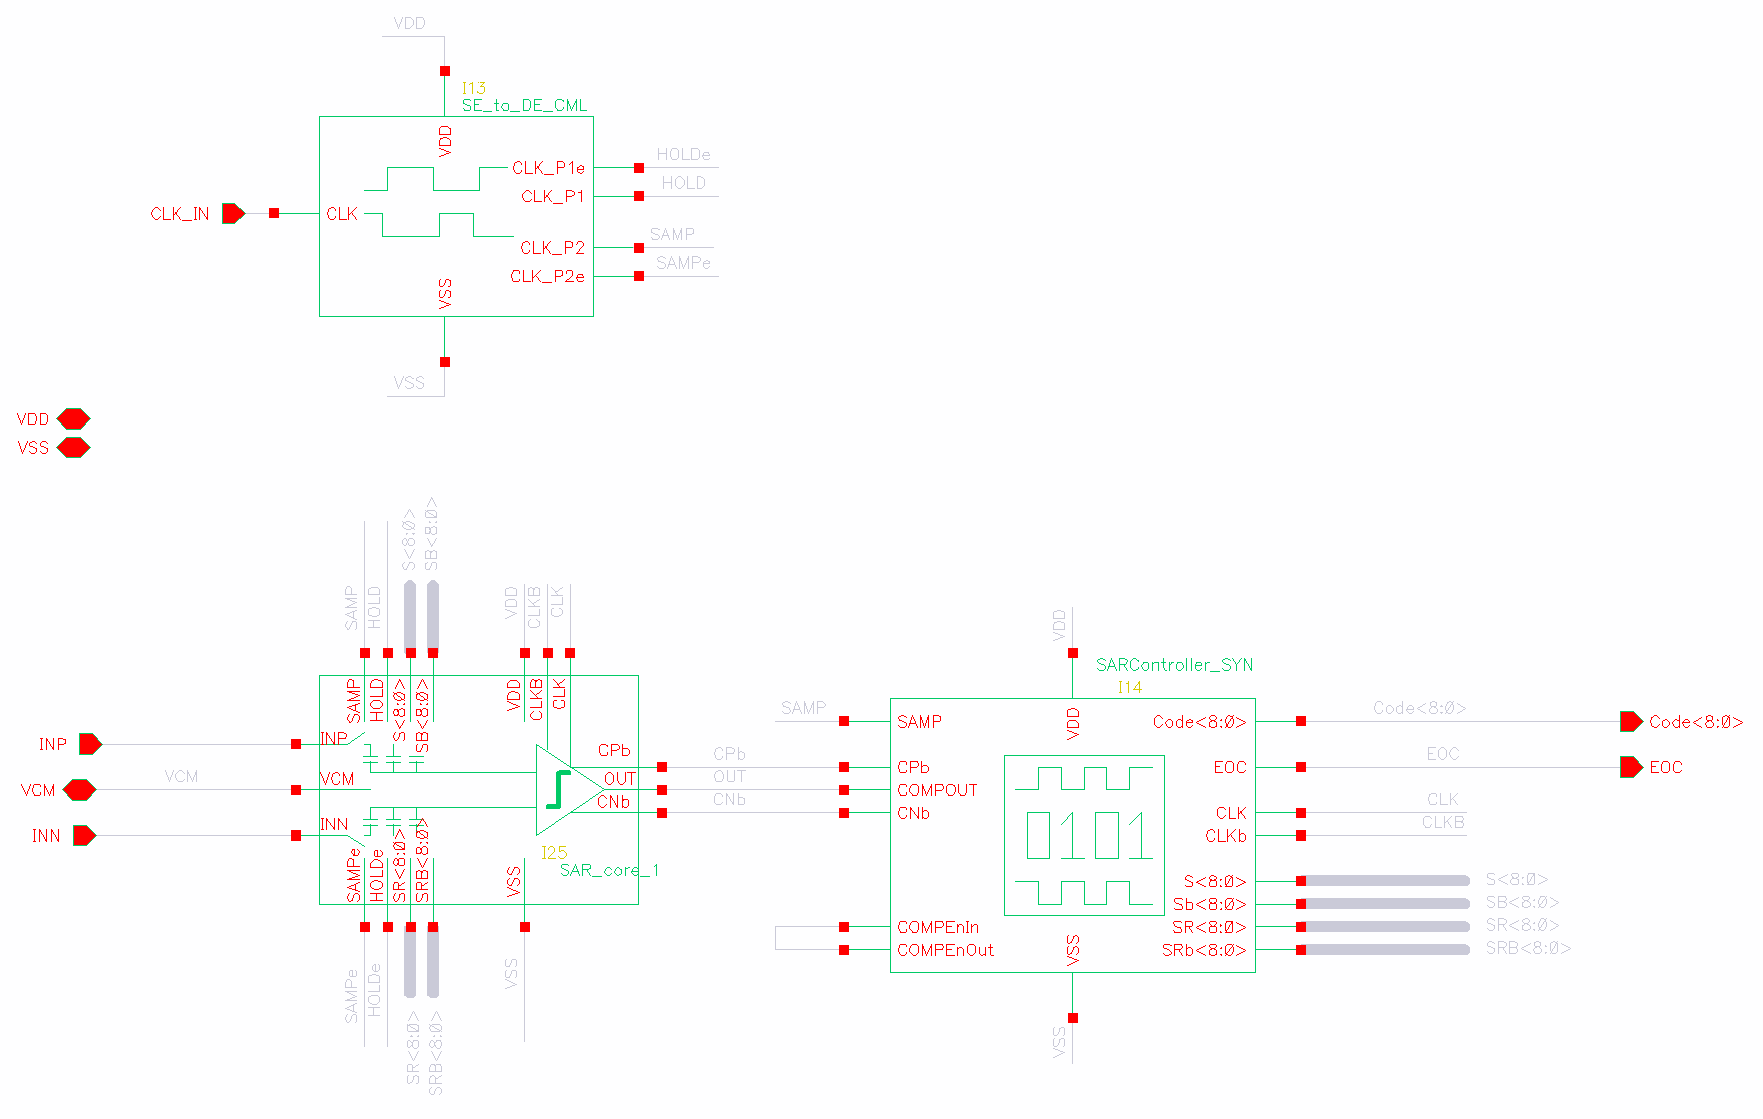 VDD
I13
SE_to_DE_CML
VDD
CLK_P1e
HOLDe
CLK_P1
HOLD
CLK_IN
CLK
CLK_P2
SAMP
CLK_P2e
SAMPe
VSS
VSS
VDD
VSS
SAMP
HOLD
S<8:0>
SB<8:0>
VDD
CLKB
CLK
SAMP
HOLD
S<8:0>
SB<8:0>
VDD
CLKB
CLK
INP
INP
VCM
VCM
VCM
INN
INN
CPb
OUT
CNb
CPb
OUT
CNb
I25
SAR_core_1
SAMPe
HOLDe
SR<8:0>
SRB<8:0>
VSS
SAMPe
HOLDe
SR<8:0>
SRB<8:0>
VSS
VDD
SARController_SYN
I14
SAMP
SAMP
VDD
Code<8:0>
Code<8:0>
Code<8:0>
CPb
EOC
EOC
EOC
COMPOUT
CNb
CLK
CLK
CLKb
CLKB
0101
S<8:0>
S<8:0>
Sb<8:0>
SB<8:0>
COMPEnIn
SR<8:0>
SR<8:0>
COMPEnOut
VSS
SRb<8:0>
SRB<8:0>
VSS